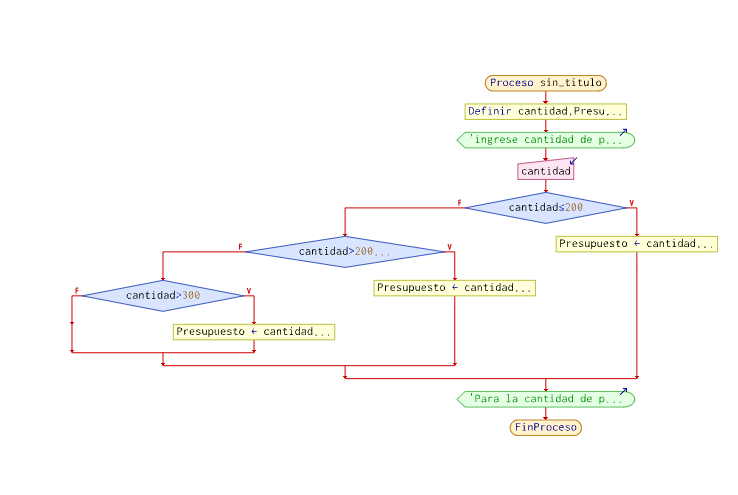 Proceso sin_titulo
Definir cantidad,Presu...
'ingrese cantidad de p...
cantidad
F
cantidad≤200
V
Presupuesto ← cantidad...
F
cantidad>200...
V
Presupuesto ← cantidad...
F
cantidad>300
V
Presupuesto ← cantidad...
'Para la cantidad de p...
FinProceso